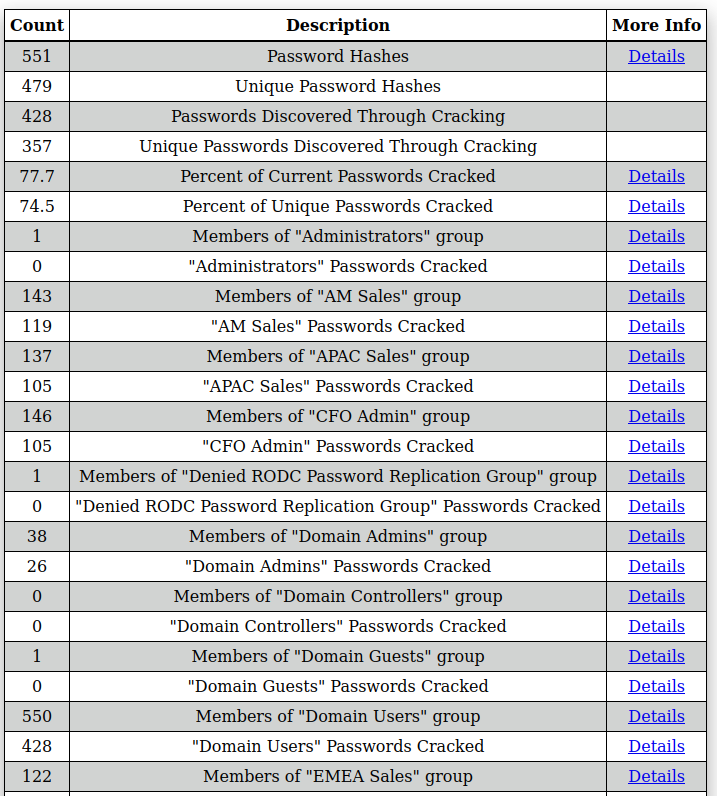 Count Description More Info
551 Password Hashes Details
479 Unique Password Hashes
428 Passwords Discovered Through Cracking
357 Unique Passwords Discovered Through Cracking
77.7 Percent of Current Passwords Cracked Details
74.5 Percent of Unique Passwords Cracked Details
1 Members of "Administrators" group Details
0 "Administrators" Passwords Cracked Details
143 Members of "AM Sales" group Details
119 "AM Sales" Passwords Cracked Details
137 Members of "APAC Sales" group Details
105 "APAC Sales" Passwords Cracked Details
146 Members of "CFO Admin" group Details
105 "CFO Admin" Passwords Cracked Details
1 Members of "Denied RODC Password Replication Group" group Details
0 "Denied RODC Password Replication Group" Passwords Cracked Details
38 Members of "Domain Admins" group Details
26 "Domain Admins" Passwords Cracked Details
0 Members of "Domain Controllers" group Details
0 "Domain Controllers" Passwords Cracked Details
1 Members of "Domain Guests" group Details
0 "Domain Guests" Passwords Cracked Details
550 Members of "Domain Users" group Details
428 "Domain Users" Passwords Cracked Details
122 Members of "EMEA Sales" group Details